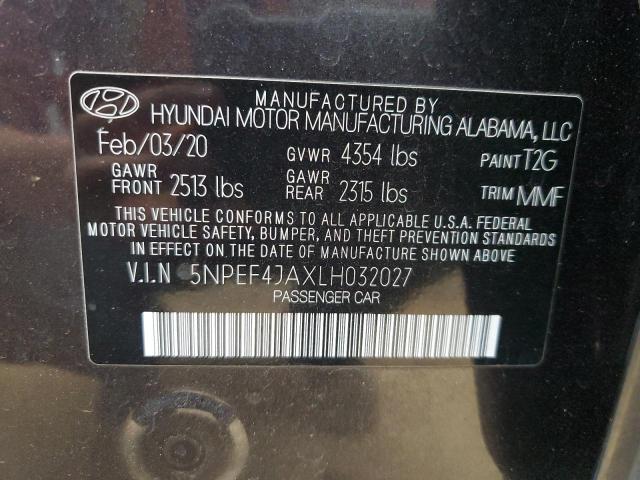 MANUFACTURED BY
HYUNDAI MOTOR MANUFACTURING ALABAMA, LLC
Feb/03/20 GVWR 4354 lbs PAINT T2G
GAWR FRONT 2513 lbs GAWR REAR 2315 lbs TRIM MMF
THIS VEHICLE CONFORMS TO ALL APPLICABLE U.S.A. FEDERAL
MOTOR VEHICLE SAFETY, BUMPER, AND THEFT PREVENTION STANDARDS
IN EFFECT ON THE DATE OF MANUFACTURE SHOWN ABOVE.
V.I.N 5NPEF4JAXLH032027
PASSENGER CAR